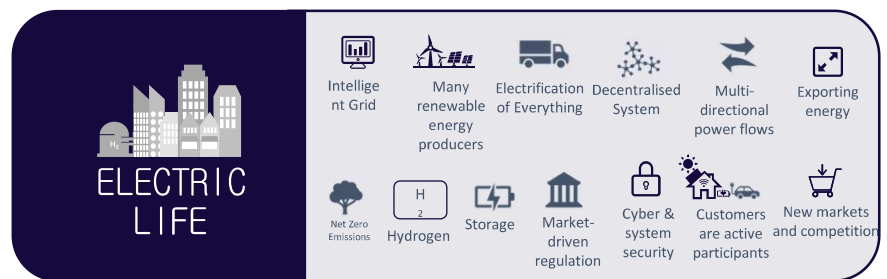 H₂
ELECTRIC
LIFE
Intellige
nt Grid
Many
renewable
energy
producers
Electrification
of Everything
Decentralised
System
Multi-
directional
power flows
Exporting
energy
Net Zero
Emissions
H
2
Hydrogen
Storage
Market-
driven
regulation
Cyber &
system
security
Customers
are active
participants
New markets
and competition